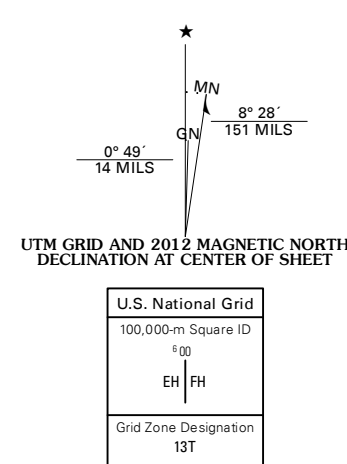 ★
MN
GN
8° 28´
151 MILS
0° 49´
14 MILS
UTM GRID AND 2012 MAGNETIC NORTH
DECLINATION AT CENTER OF SHEET
U.S. National Grid
100,000-m Square ID
⁶00
EH FH
Grid Zone Designation
13T